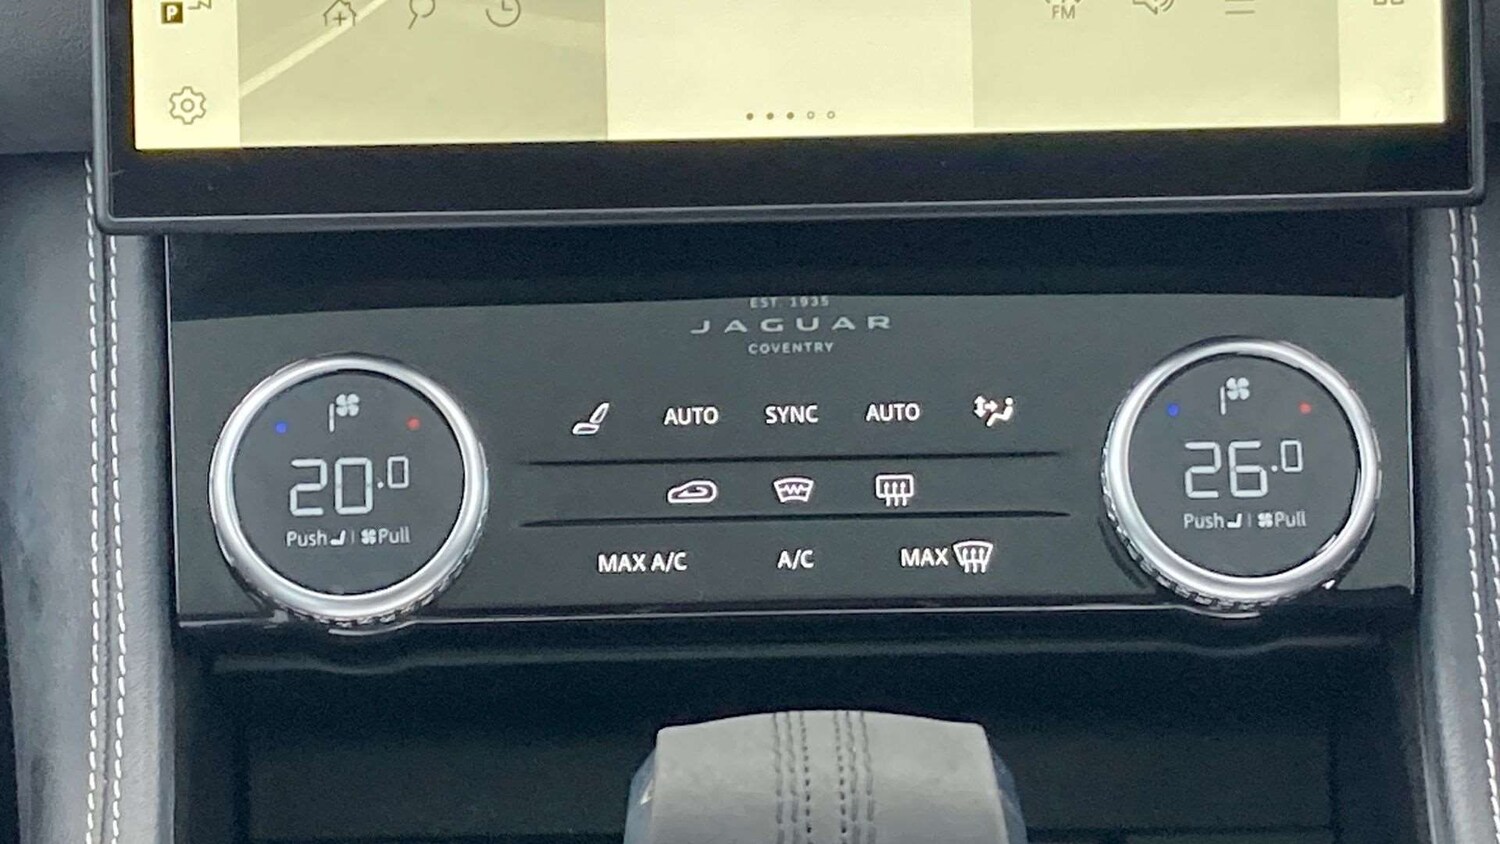 P
FM
EST. 1935
JAGUAR
COVENTRY
AUTO SYNC AUTO
20.0
26.0
Push Pull
Push Pull
MAX A/C A/C MAX